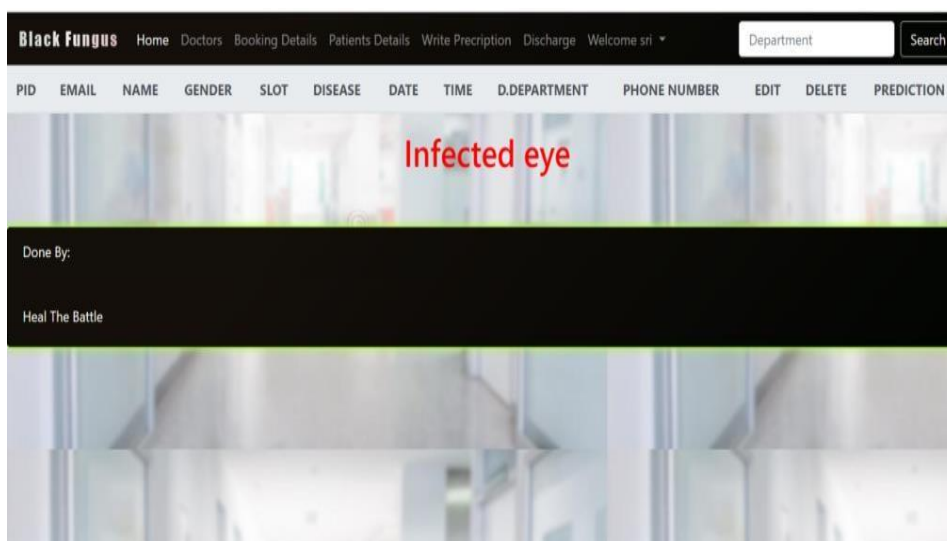 Black Fungus Home Doctors Booking Details Patients Details Write Precription Discharge Welcome sri Department Search
PID EMAIL NAME GENDER SLOT DISEASE DATE TIME D.DEPARTMENT PHONE NUMBER EDIT DELETE PREDICTION
Infected eye
Done By:
Heal The Battle